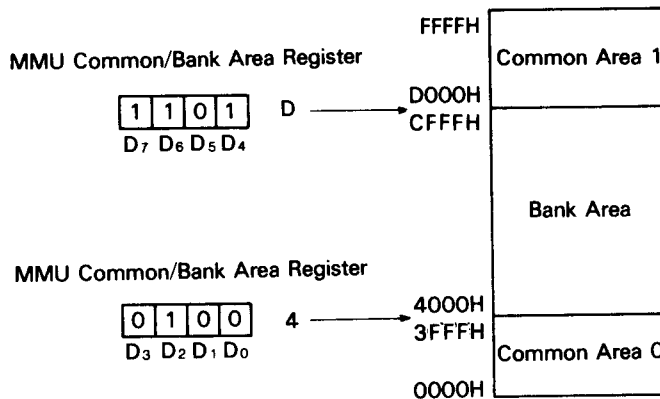 FFFFH
MMU Common/Bank Area Register
Common Area 1
1 1 0 1 D
D000H
CFFFH
D7 D6 D5 D4
Bank Area
MMU Common/Bank Area Register
4000H
0 1 0 0 4
3FFFH
D3 D2 D1 D0
Common Area 0
0000H